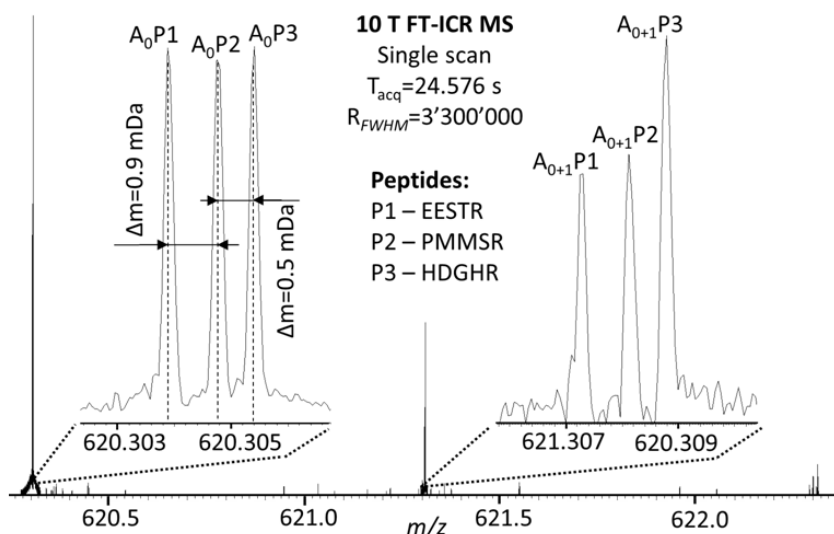 A₀P1 A₀P2 A₀P3
Δm=0.9 mDa
Δm=0.5 mDa
620.303 620.305
10 T FT-ICR MS
Single scan
Tacq=24.576 s
RFWHM=3'300'000
Peptides:
P1 – EESTR
P2 – PMMSR
P3 – HDGHR
A₀₊₁P1 A₀₊₁P2 A₀₊₁P3
621.307 620.309
620.5 621.0 621.5 622.0
m/z